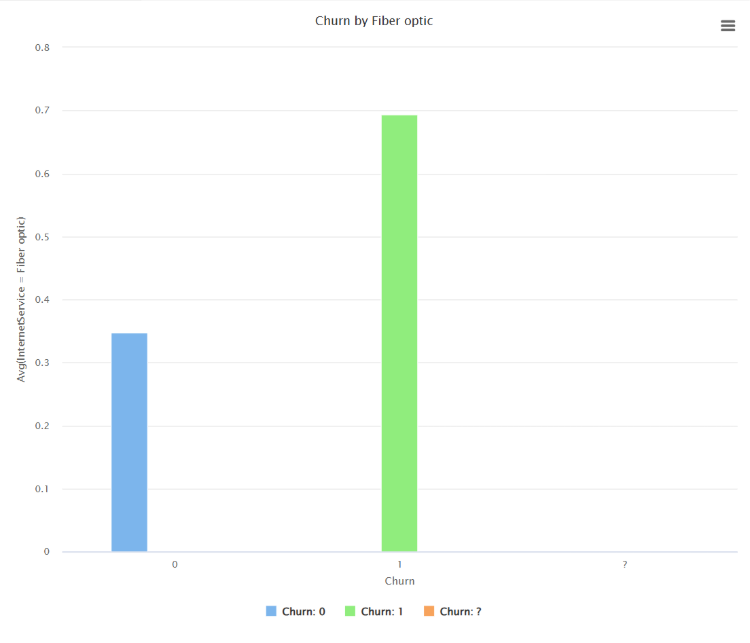 Churn by Fiber optic
Avg(InternetService = Fiber optic)
0.8
0.7
0.6
0.5
0.4
0.3
0.2
0.1
0
0 1 ?
Churn
Churn: 0 Churn: 1 Churn: ?